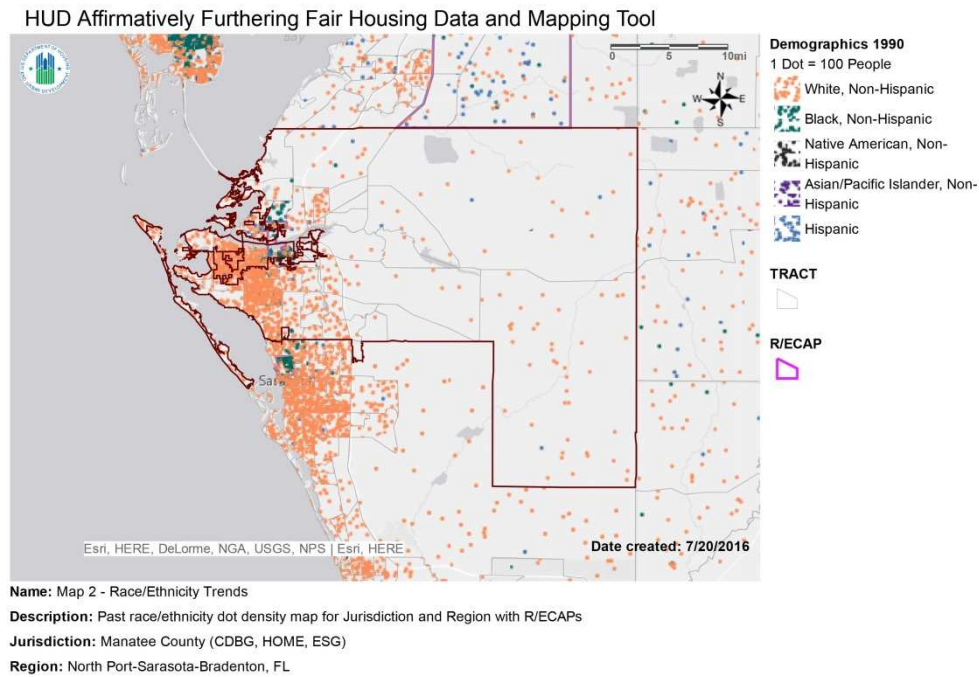 HUD Affirmatively Furthering Fair Housing Data and Mapping Tool
Bay
10mi
0 5
N
W E
S
Demographics 1990
1 Dot = 100 People
White, Non-Hispanic
Black, Non-Hispanic
Native American, Non-
Hispanic
Asian/Pacific Islander, Non-
Hispanic
Hispanic
TRACT
R/ECAP
Esri, HERE, DeLorme, NGA, USGS, NPS | Esri, HERE
Date created: 7/20/2016
Name: Map 2 - Race/Ethnicity Trends
Description: Past race/ethnicity dot density map for Jurisdiction and Region with R/ECAPs
Jurisdiction: Manatee County (CDBG, HOME, ESG)
Region: North Port-Sarasota-Bradenton, FL